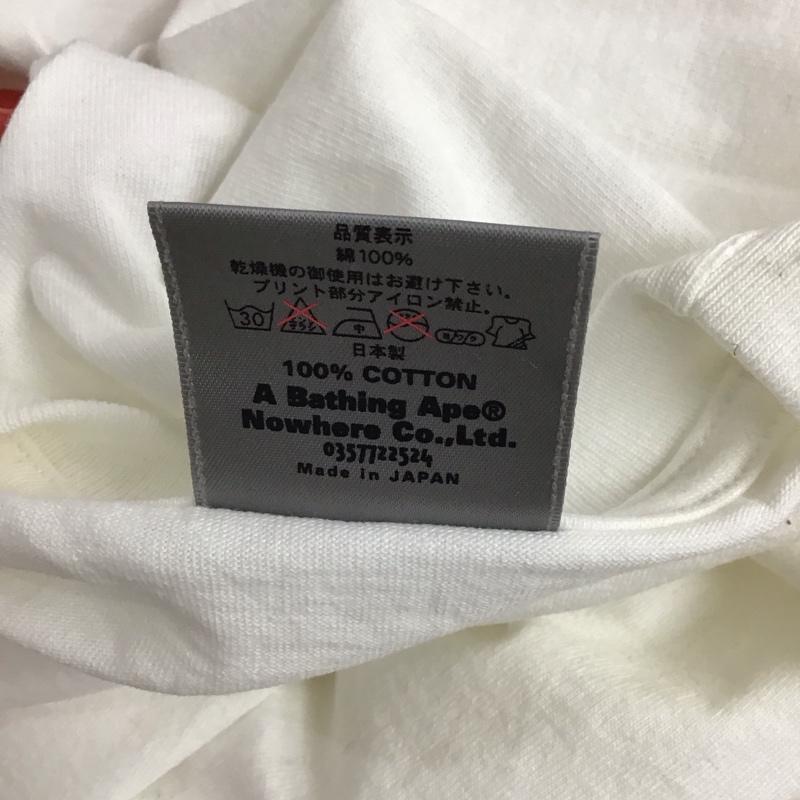 品質表示
綿100%
乾燥機の御使用はお避け下さい。
プリント部分アイロン禁止。
30 中
日本製
100% COTTON
A Bathing Ape®
Nowhere Co.,Ltd.
0357722524
Made in JAPAN